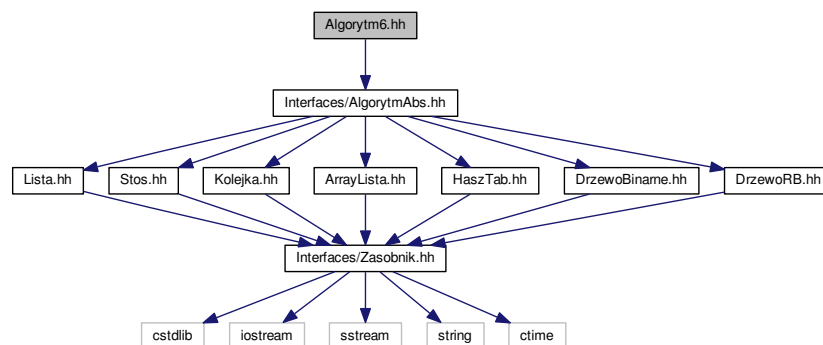 Algorytm6.hh
Interfaces/AlgorytmAbs.hh
Lista.hh Stos.hh Kolejka.hh ArrayLista.hh HaszTab.hh DrzewoBiname.hh DrzewoRB.hh
Interfaces/Zasobnik.hh
cstdlib iostream sstream string ctime